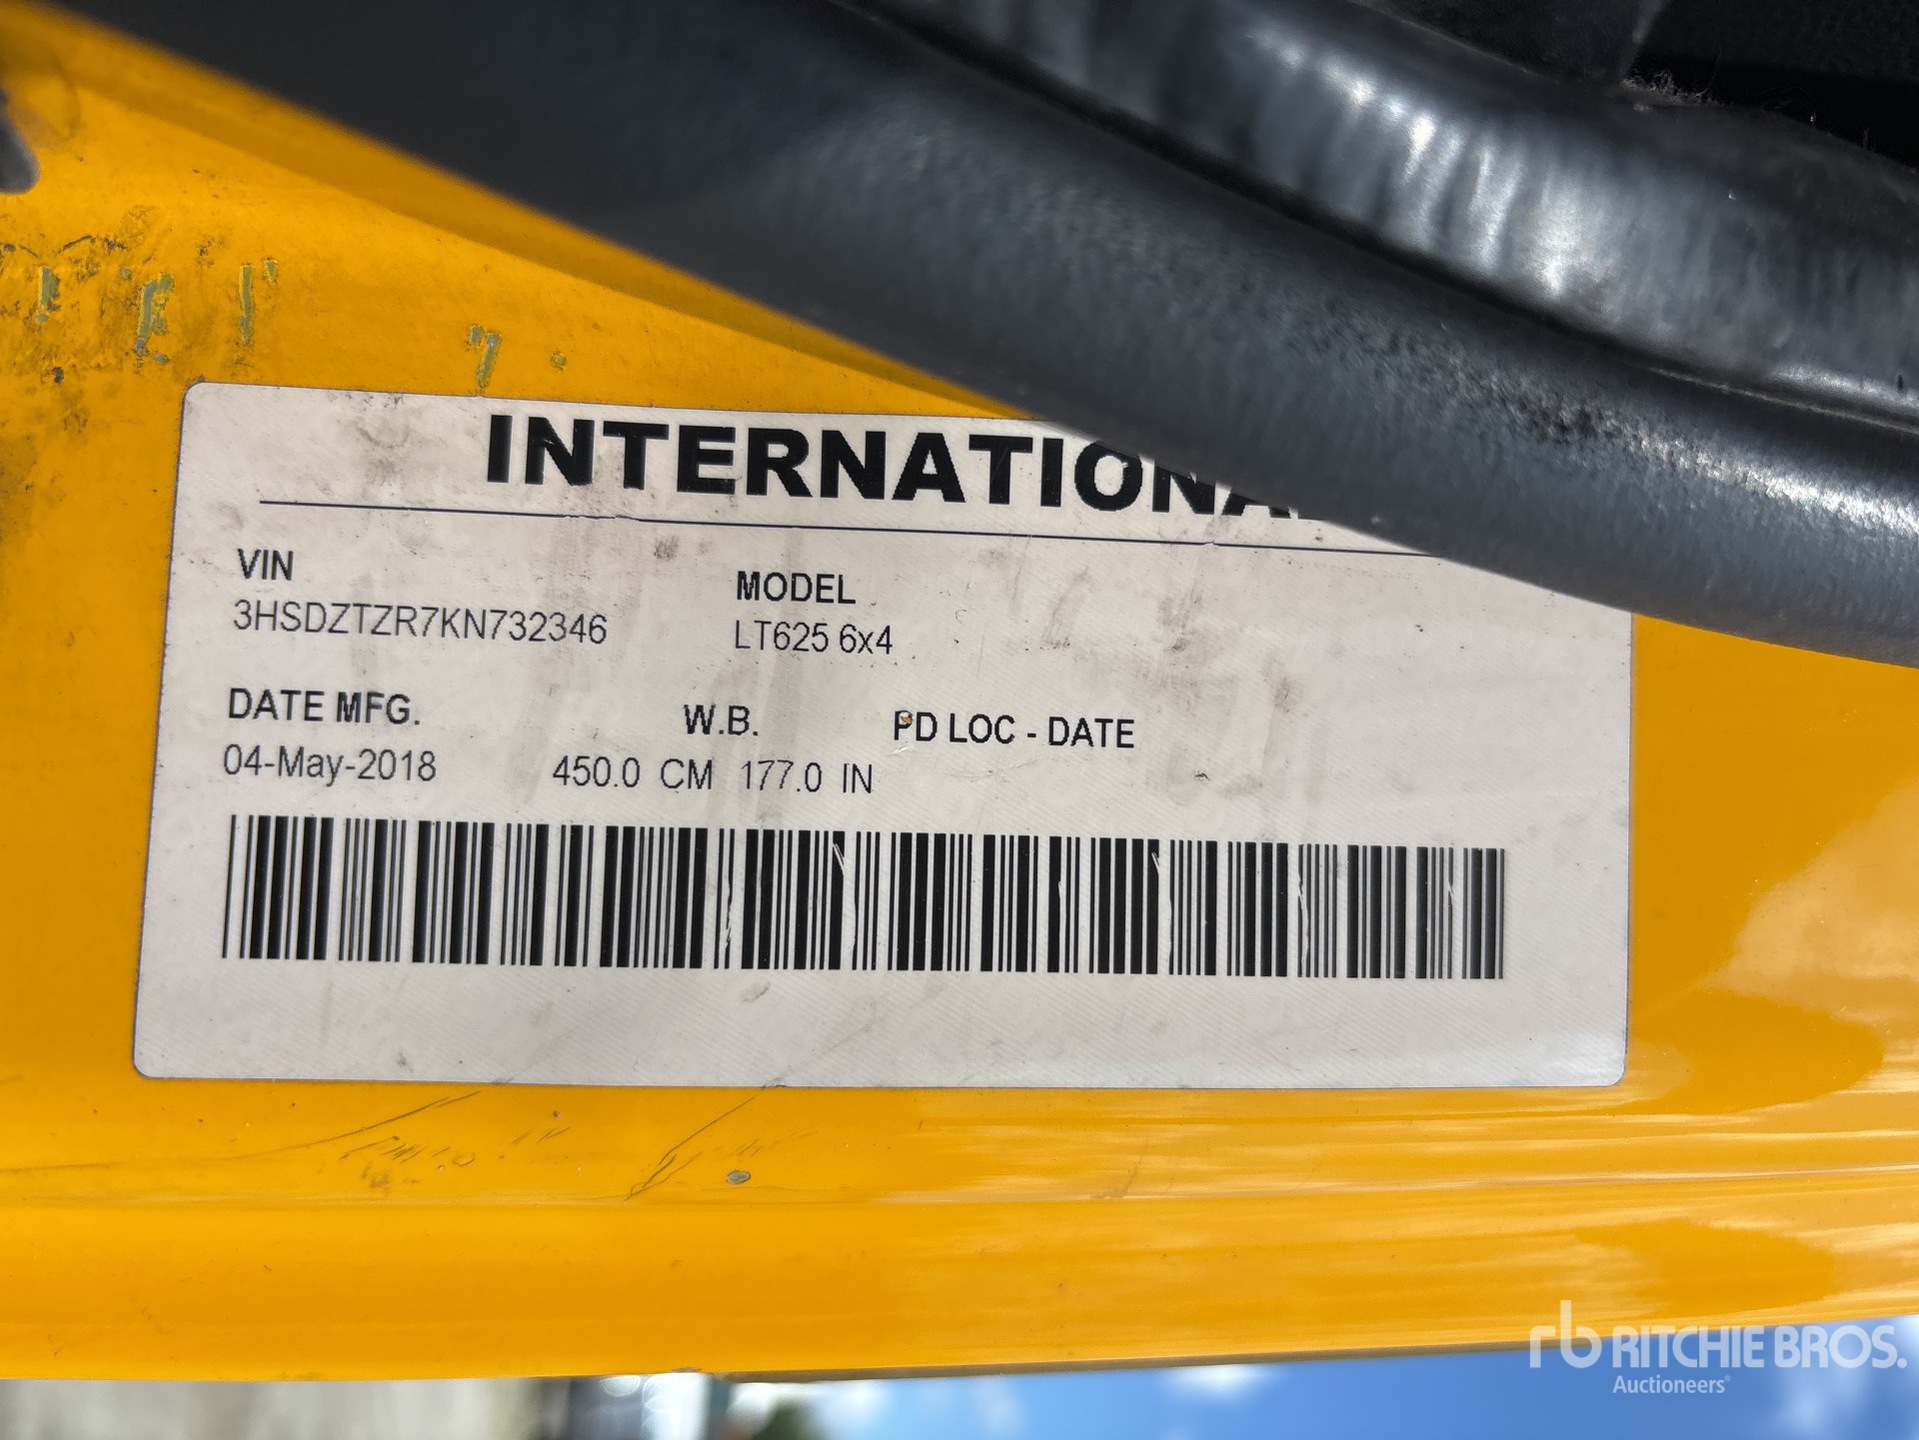 INTERNATIONA
VIN
3HSDZTZR7KN732346
MODEL
LT625 6x4
DATE MFG.
04-May-2018
W.B.
450.0 CM 177.0 IN
PD LOC - DATE
rb RITCHIE BROS.
Auctioneers®